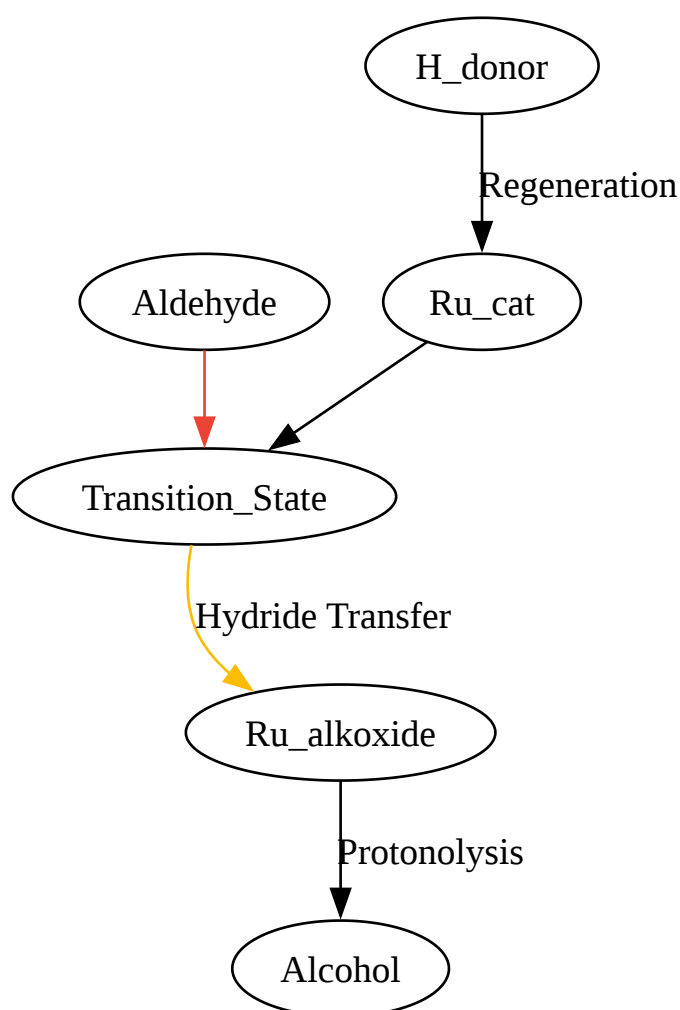 H_donor
Regeneration
Aldehyde
Ru_cat
Transition_State
Hydride Transfer
Ru_alkoxide
Protonolysis
Alcohol